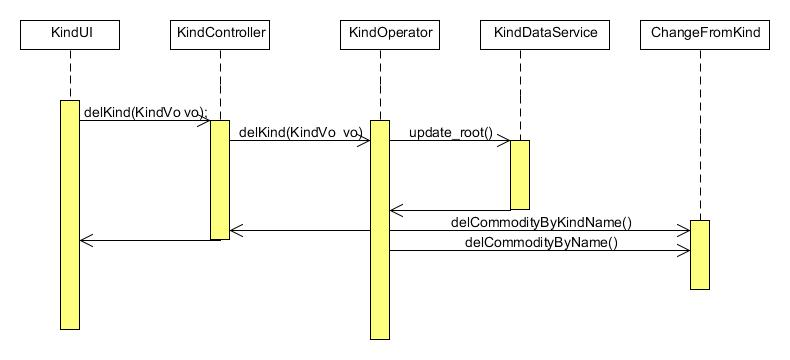 KindUI
KindController
KindOperator
KindDataService
ChangeFromKind
delKind(KindVo vo);
delKind(KindVo vo)
update_root()
delCommodityByKindName()
delCommodityByName()